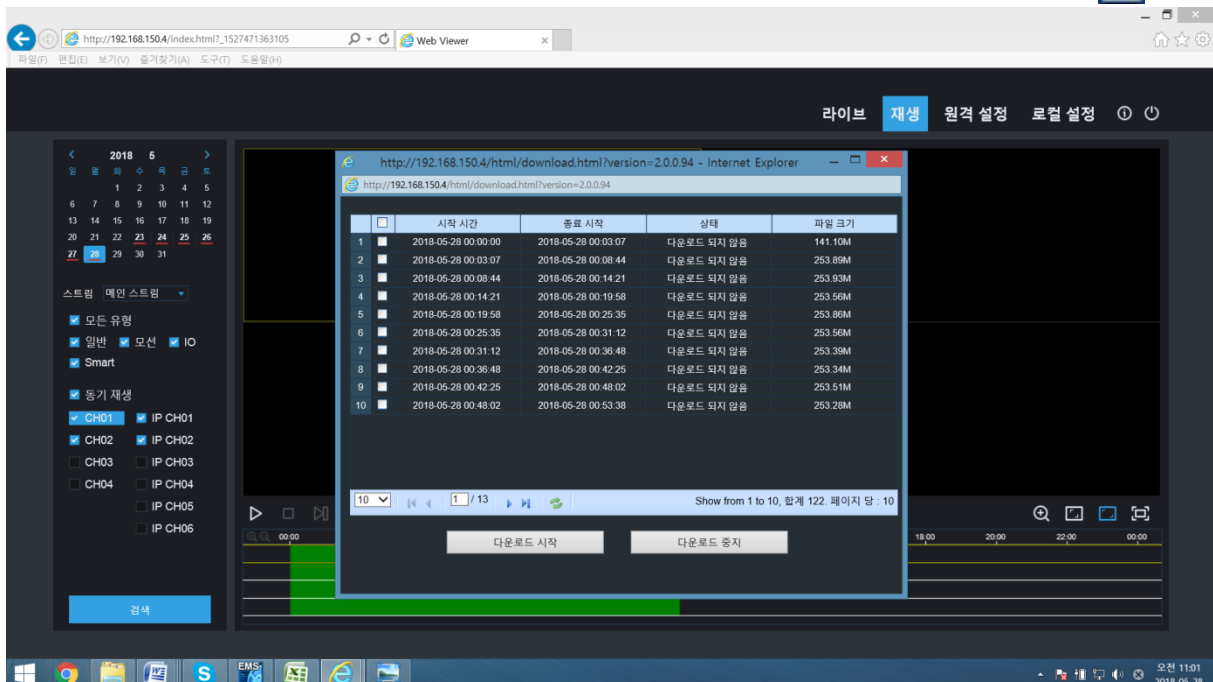 http://192.168.150.4/index.html?_1527471363105
Web Viewer
파일(F) 편집(E) 보기(V) 즐겨찾기(A) 도구(T) 도움말(H)
라이브 재생 원격 설정 로컬 설정
2018 5
일 월 화 수 목 금 토
1 2 3 4 5
6 7 8 9 10 11 12
13 14 15 16 17 18 19
20 21 22 23 24 25 26
27 28 29 30 31
스트림 메인 스트림
모든 유형
일반 모션 IO
Smart
동기 재생
CH01 IP CH01
CH02 IP CH02
CH03 IP CH03
CH04 IP CH04
IP CH05
IP CH06
검색
http://192.168.150.4/html/download.html?version=2.0.0.94 - Internet Explorer
http://192.168.150.4/html/download.html?version=2.0.0.94
시작 시간 종료 시작 상태 파일 크기
1 2018-05-28 00:00:00 2018-05-28 00:03:07 다운로드 되지 않음 141.10M
2 2018-05-28 00:03:07 2018-05-28 00:08:44 다운로드 되지 않음 253.89M
3 2018-05-28 00:08:44 2018-05-28 00:14:21 다운로드 되지 않음 253.93M
4 2018-05-28 00:14:21 2018-05-28 00:19:58 다운로드 되지 않음 253.56M
5 2018-05-28 00:19:58 2018-05-28 00:25:35 다운로드 되지 않음 253.86M
6 2018-05-28 00:25:35 2018-05-28 00:31:12 다운로드 되지 않음 253.56M
7 2018-05-28 00:31:12 2018-05-28 00:36:48 다운로드 되지 않음 253.39M
8 2018-05-28 00:36:48 2018-05-28 00:42:25 다운로드 되지 않음 253.34M
9 2018-05-28 00:42:25 2018-05-28 00:48:02 다운로드 되지 않음 253.51M
10 2018-05-28 00:48:02 2018-05-28 00:53:38 다운로드 되지 않음 253.28M
10 1 / 13 Show from 1 to 10, 합계 122. 페이지 당 : 10
다운로드 시작 다운로드 중지
00:00 18:00 20:00 22:00 00:00
EMS
오전 11:01
2018-05-28